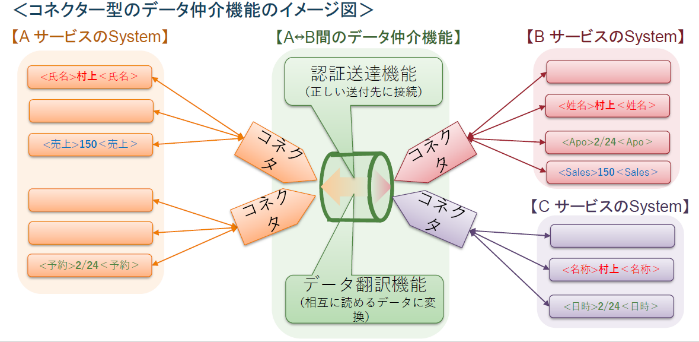 ＜コネクター型のデータ仲介機能のイメージ図＞
【A サービスのSystem】
【A↔B間のデータ仲介機能】
【B サービスのSystem】
<氏名>村上<氏名>
<売上>150<売上>
<予約>2/24<予約>
認証送達機能
(正しい送付先に接続)
コネク
タ
コネク
タ
コネク
タ
コネク
タ
データ翻訳機能
(相互に読めるデータに変
換)
<姓名>村上<姓名>
<Apo>2/24<Apo>
<Sales>150<Sales>
【C サービスのSystem】
<名称>村上<名称>
<日時>2/24<日時>